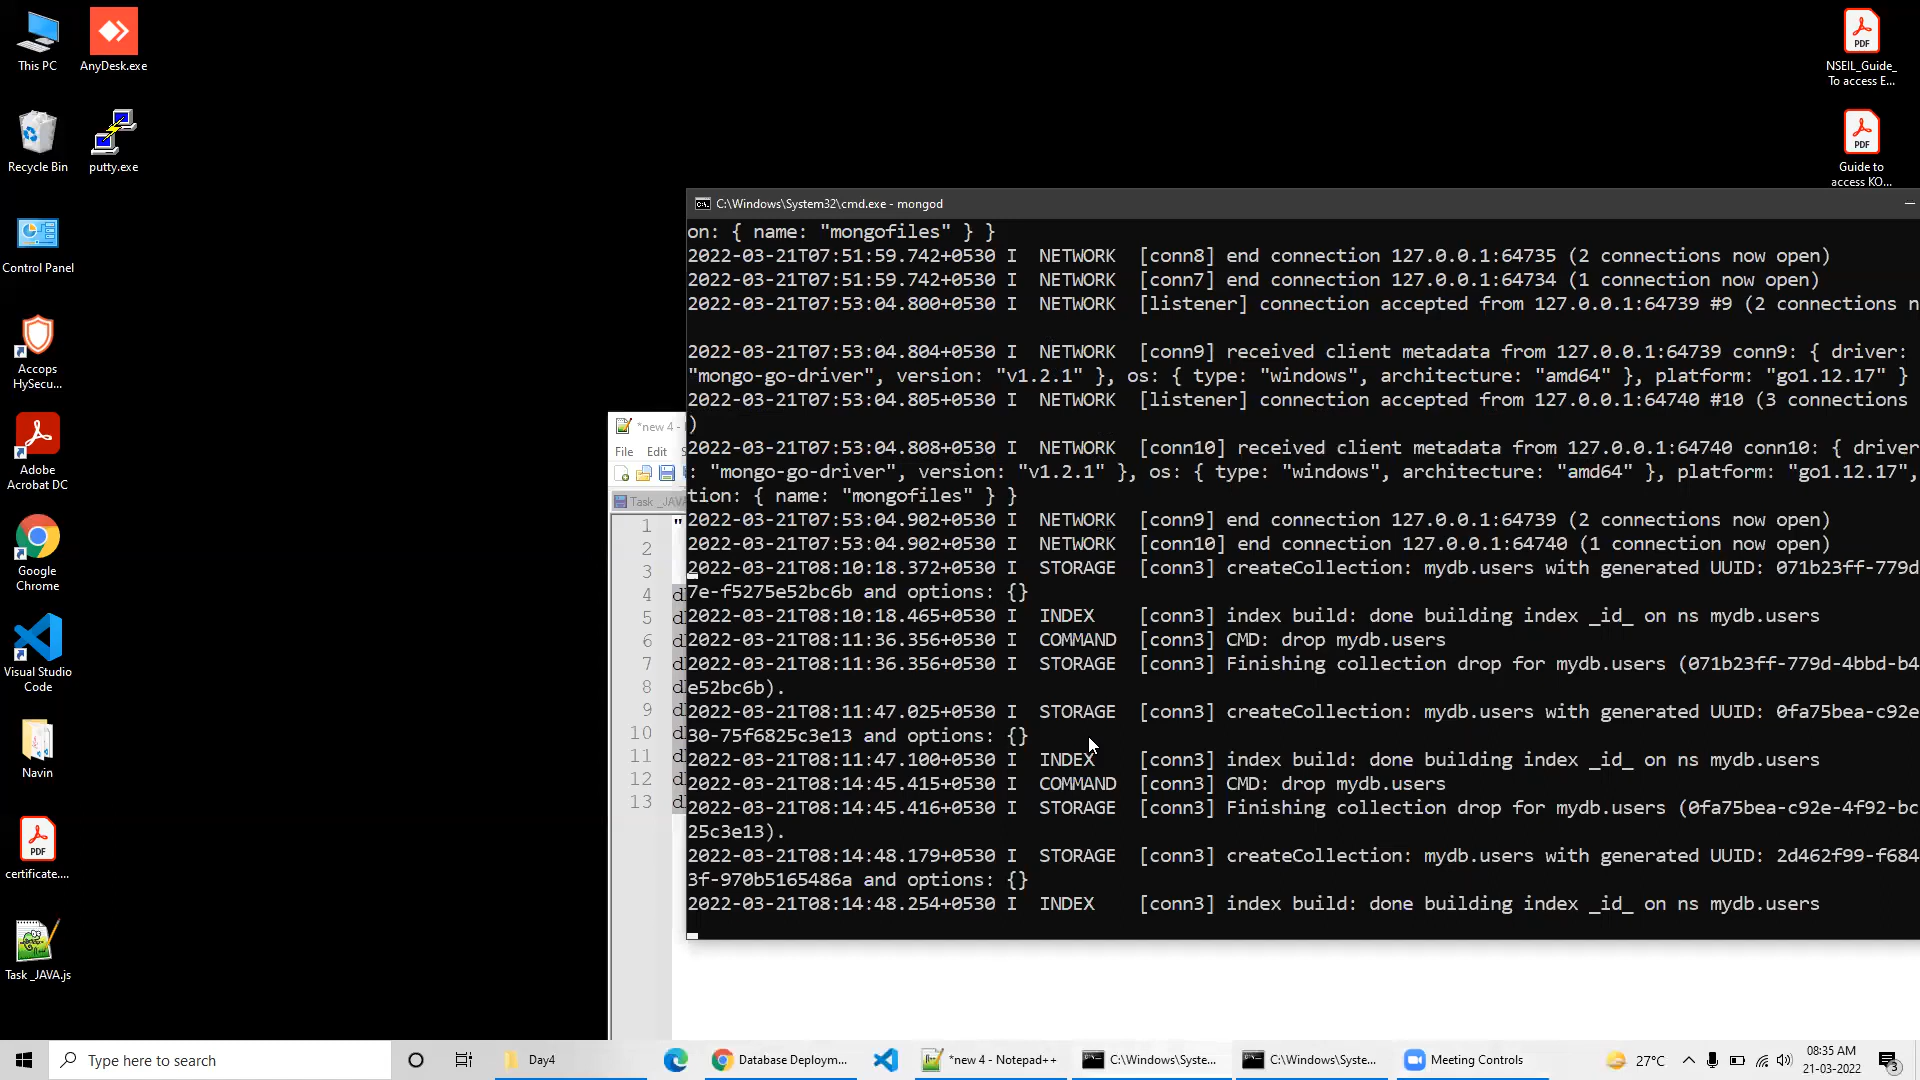 This PC
AnyDesk.exe
Recycle Bin
putty.exe
Control Panel
Accops
HySecu...
Adobe
Acrobat DC
Google
Chrome
Visual Studio
Code
Navin
certificate....
Task _JAVA.js
PDF
NSEIL_Guide_
To access E...
PDF
Guide to
access KO...
C:\Windows\System32\cmd.exe - mongod
on: { name: "mongofiles" } }
2022-03-21T07:51:59.742+0530 I  NETWORK  [conn8] end connection 127.0.0.1:64735 (2 connections now open)
2022-03-21T07:51:59.742+0530 I  NETWORK  [conn7] end connection 127.0.0.1:64734 (1 connection now open)
2022-03-21T07:53:04.800+0530 I  NETWORK  [listener] connection accepted from 127.0.0.1:64739 #9 (2 connections n
2022-03-21T07:53:04.804+0530 I  NETWORK  [conn9] received client metadata from 127.0.0.1:64739 conn9: { driver:
"mongo-go-driver", version: "v1.2.1" }, os: { type: "windows", architecture: "amd64" }, platform: "go1.12.17" }
2022-03-21T07:53:04.805+0530 I  NETWORK  [listener] connection accepted from 127.0.0.1:64740 #10 (3 connections
)
2022-03-21T07:53:04.808+0530 I  NETWORK  [conn10] received client metadata from 127.0.0.1:64740 conn10: { driver
: "mongo-go-driver", version: "v1.2.1" }, os: { type: "windows", architecture: "amd64" }, platform: "go1.12.17",
tion: { name: "mongofiles" } }
2022-03-21T07:53:04.902+0530 I  NETWORK  [conn9] end connection 127.0.0.1:64739 (2 connections now open)
2022-03-21T07:53:04.902+0530 I  NETWORK  [conn10] end connection 127.0.0.1:64740 (1 connection now open)
2022-03-21T08:10:18.372+0530 I  STORAGE  [conn3] createCollection: mydb.users with generated UUID: 071b23ff-779d
7e-f5275e52bc6b and options: {}
2022-03-21T08:10:18.465+0530 I  INDEX    [conn3] index build: done building index _id_ on ns mydb.users
2022-03-21T08:11:36.356+0530 I  COMMAND  [conn3] CMD: drop mydb.users
2022-03-21T08:11:36.356+0530 I  STORAGE  [conn3] Finishing collection drop for mydb.users (071b23ff-779d-4bbd-b4
e52bc6b).
2022-03-21T08:11:47.025+0530 I  STORAGE  [conn3] createCollection: mydb.users with generated UUID: 0fa75bea-c92e
30-75f6825c3e13 and options: {}
2022-03-21T08:11:47.100+0530 I  INDEX    [conn3] index build: done building index _id_ on ns mydb.users
2022-03-21T08:14:45.415+0530 I  COMMAND  [conn3] CMD: drop mydb.users
2022-03-21T08:14:45.416+0530 I  STORAGE  [conn3] Finishing collection drop for mydb.users (0fa75bea-c92e-4f92-bc
25c3e13).
2022-03-21T08:14:48.179+0530 I  STORAGE  [conn3] createCollection: mydb.users with generated UUID: 2d462f99-f684
3f-970b5165486a and options: {}
2022-03-21T08:14:48.254+0530 I  INDEX    [conn3] index build: done building index _id_ on ns mydb.users
*new 4 -
File Edit S
Task _JAVA
1 "
2
3
4 d
5 d
6 d
7 d
8 d
9 d
10 d
11 d
12 d
13 d
Type here to search
Day4
Database Deploym...
*new 4 - Notepad++
C:\Windows\Syste...
C:\Windows\Syste...
Meeting Controls
27°C
08:35 AM
21-03-2022
3